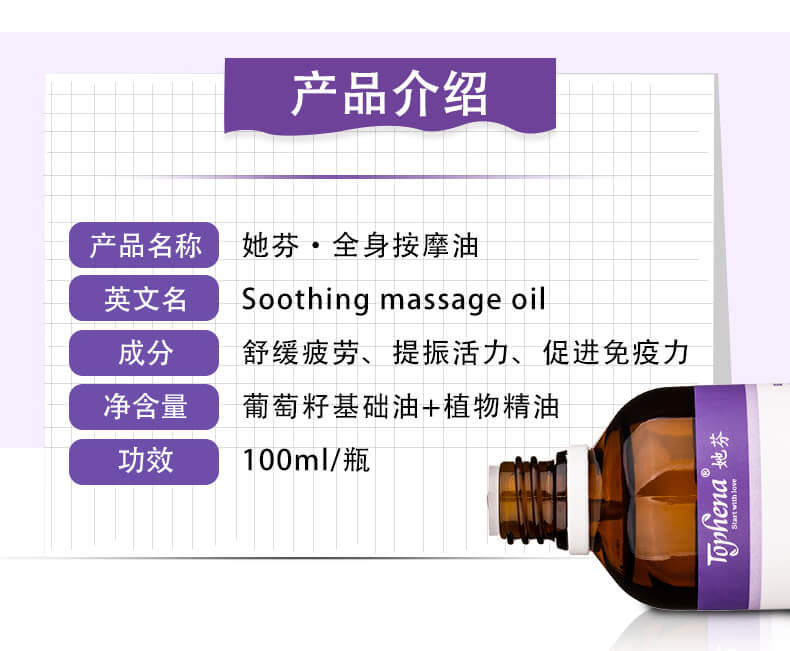 产品介绍
产品名称 她芬·全身按摩油
英文名 Soothing massage oil
成分 舒缓疲劳、提振活力、促进免疫力
净含量 葡萄籽基础油+植物精油
功效 100ml/瓶
Tophena® 她芬
Start with love